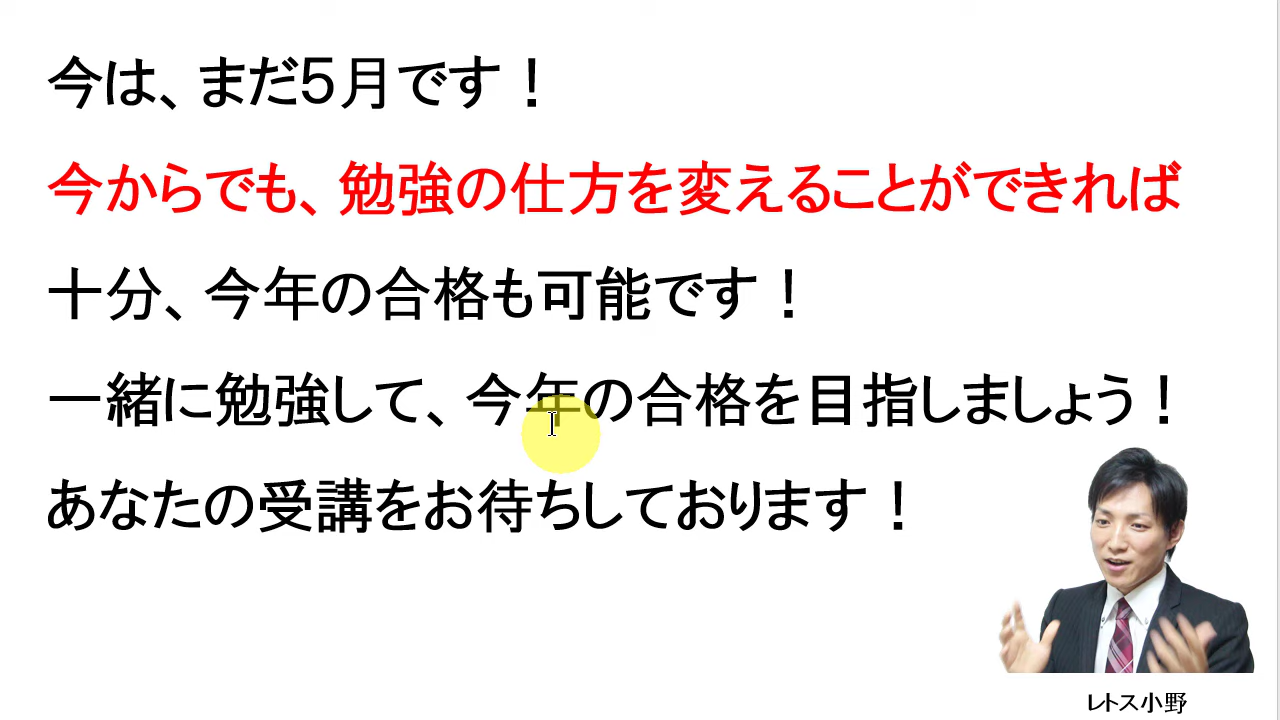 今は、まだ５月です！
今からでも、勉強の仕方を変えることができれば
十分、今年の合格も可能です！
一緒に勉強して、今年の合格を目指しましょう！
あなたの受講をお待ちしております！
レトス小野